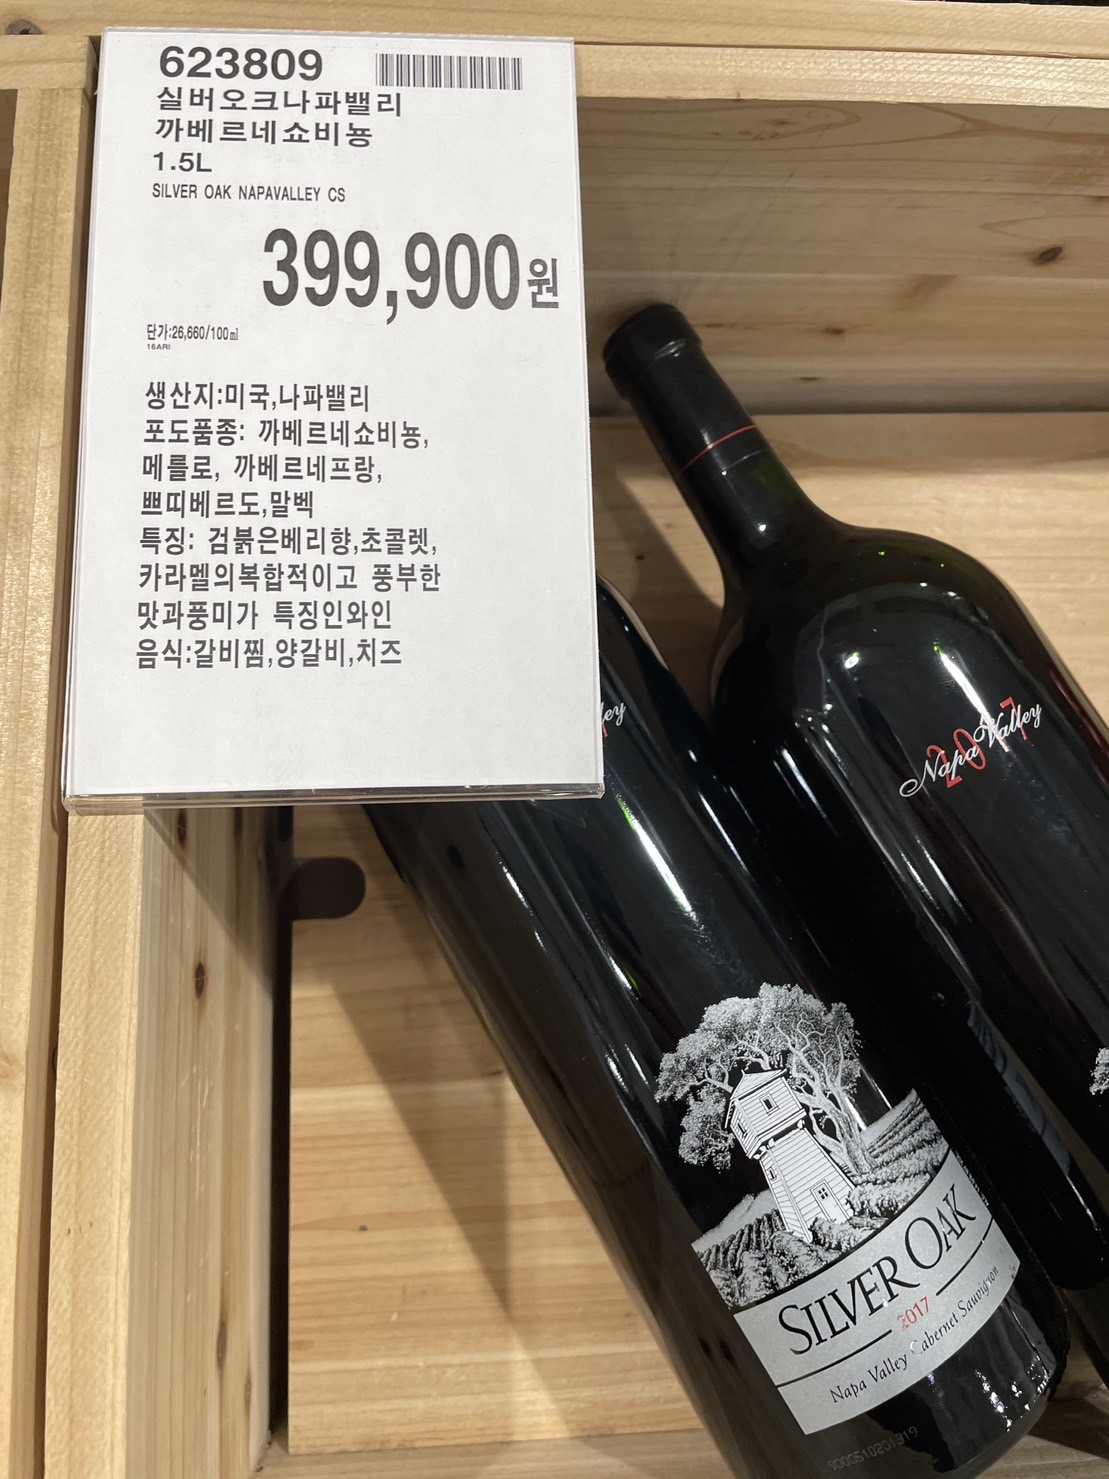 623809
실버오크나파밸리
까베르네쇼비뇽
1.5L
SILVER OAK NAPAVALLEY CS
399,900원
단가:26,660/100㎖
16ARI
생산지:미국,나파밸리
포도품종: 까베르네쇼비뇽,
메를로, 까베르네프랑,
쁘띠베르도,말벡
특징: 검붉은베리향,초콜렛,
카라멜의복합적이고 풍부한
맛과풍미가 특징인와인
음식:갈비찜,양갈비,치즈
ley
2017
Napa Valley
SILVER OAK
2017
Napa Valley Cabernet Sauvignon